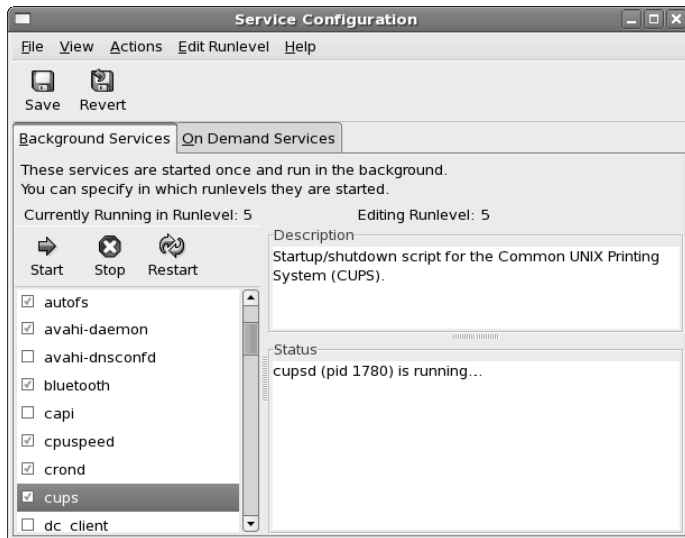 Service Configuration
File View Actions Edit Runlevel Help
Save Revert
Background Services On Demand Services
These services are started once and run in the background.
You can specify in which runlevels they are started.
Currently Running in Runlevel: 5 Editing Runlevel: 5
Start Stop Restart
autofs
avahi-daemon
avahi-dnsconfd
bluetooth
capi
cpuspeed
crond
cups
dc_client
Description
Startup/shutdown script for the Common UNIX Printing
System (CUPS).
Status
cupsd (pid 1780) is running...